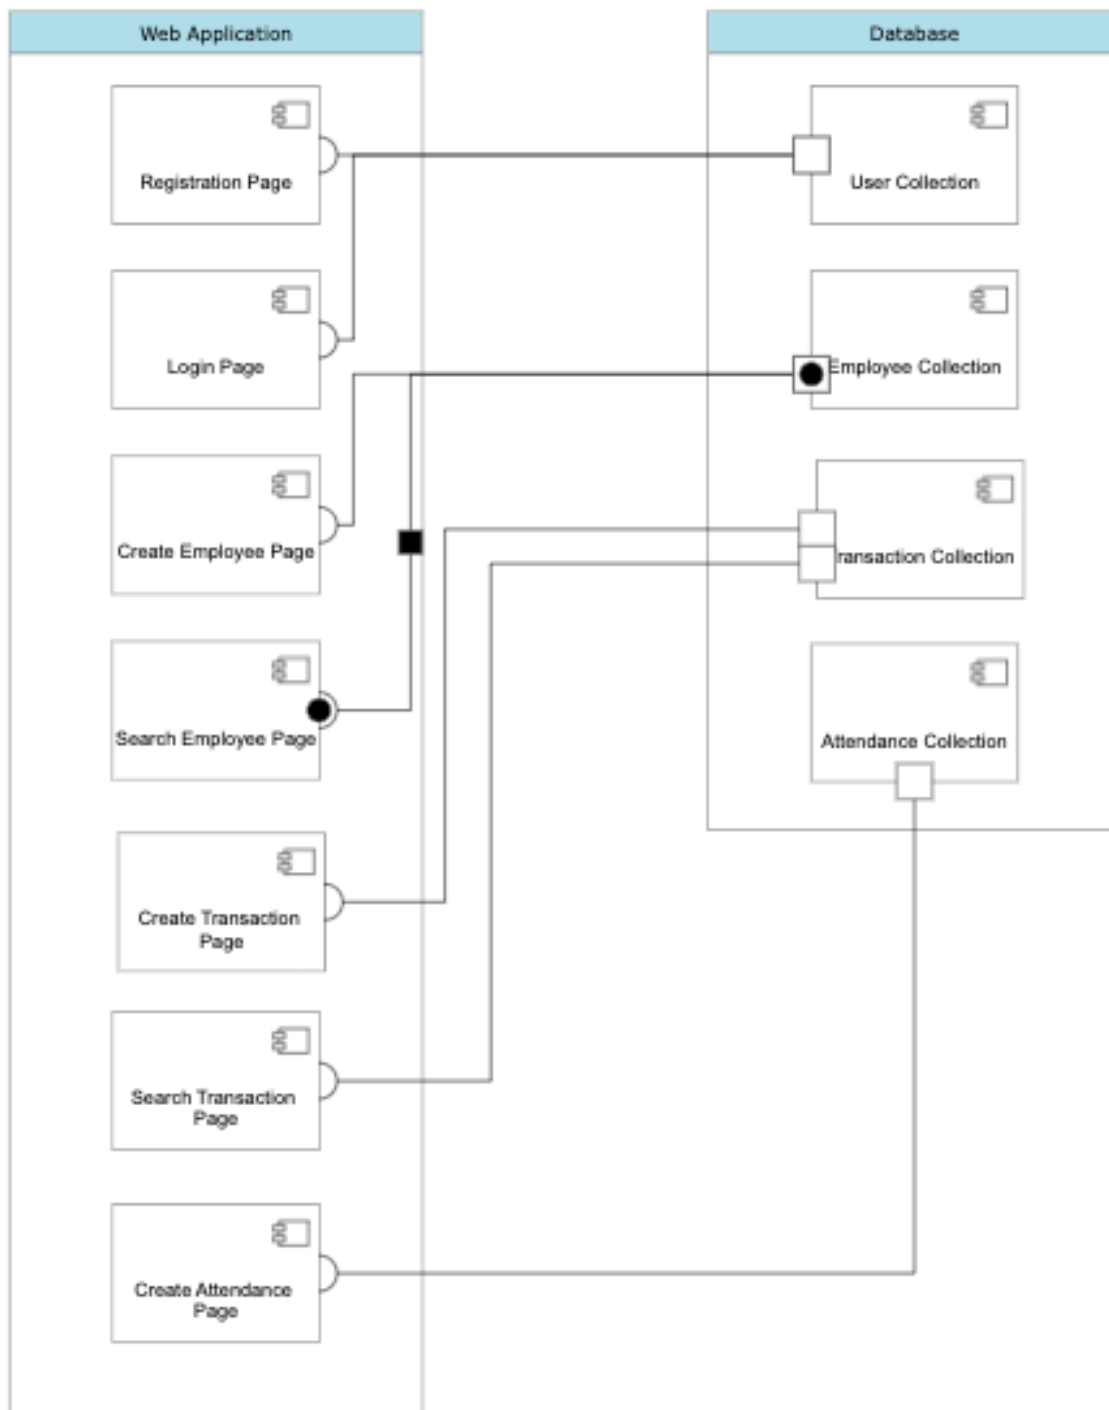 Web Application
Database
Registration Page
User Collection
Login Page
Employee Collection
Create Employee Page
ransaction Collection
Search Employee Page
Attendance Collection
Create Transaction
Page
Search Transaction
Page
Create Attendance
Page